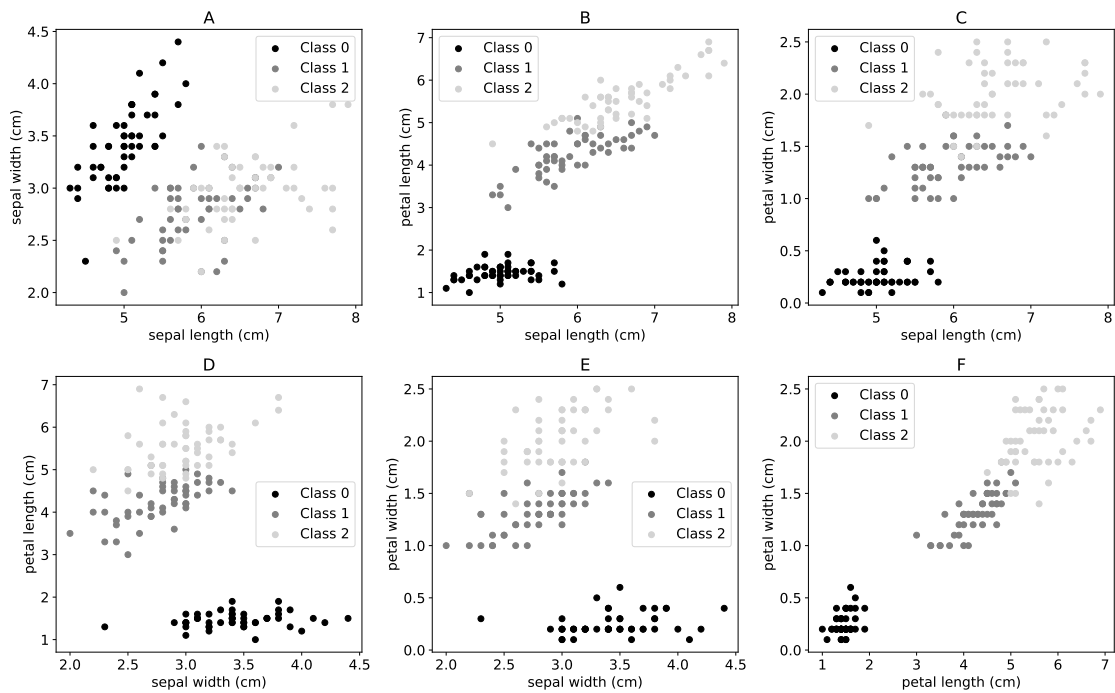 A
4.5
4.0
3.5
3.0
2.5
2.0
5
6
7
8
sepal length (cm)
sepal width (cm)
Class 0
Class 1
Class 2
B
7
6
5
4
3
2
1
5
6
7
8
sepal length (cm)
petal length (cm)
Class 0
Class 1
Class 2
C
2.5
2.0
1.5
1.0
0.5
0.0
5
6
7
8
sepal length (cm)
petal width (cm)
Class 0
Class 1
Class 2
D
7
6
5
4
3
2
1
2.0
2.5
3.0
3.5
4.0
4.5
sepal width (cm)
petal length (cm)
Class 0
Class 1
Class 2
E
2.5
2.0
1.5
1.0
0.5
0.0
2.0
2.5
3.0
3.5
4.0
4.5
sepal width (cm)
petal width (cm)
Class 0
Class 1
Class 2
F
2.5
2.0
1.5
1.0
0.5
0.0
1
2
3
4
5
6
7
petal length (cm)
petal width (cm)
Class 0
Class 1
Class 2